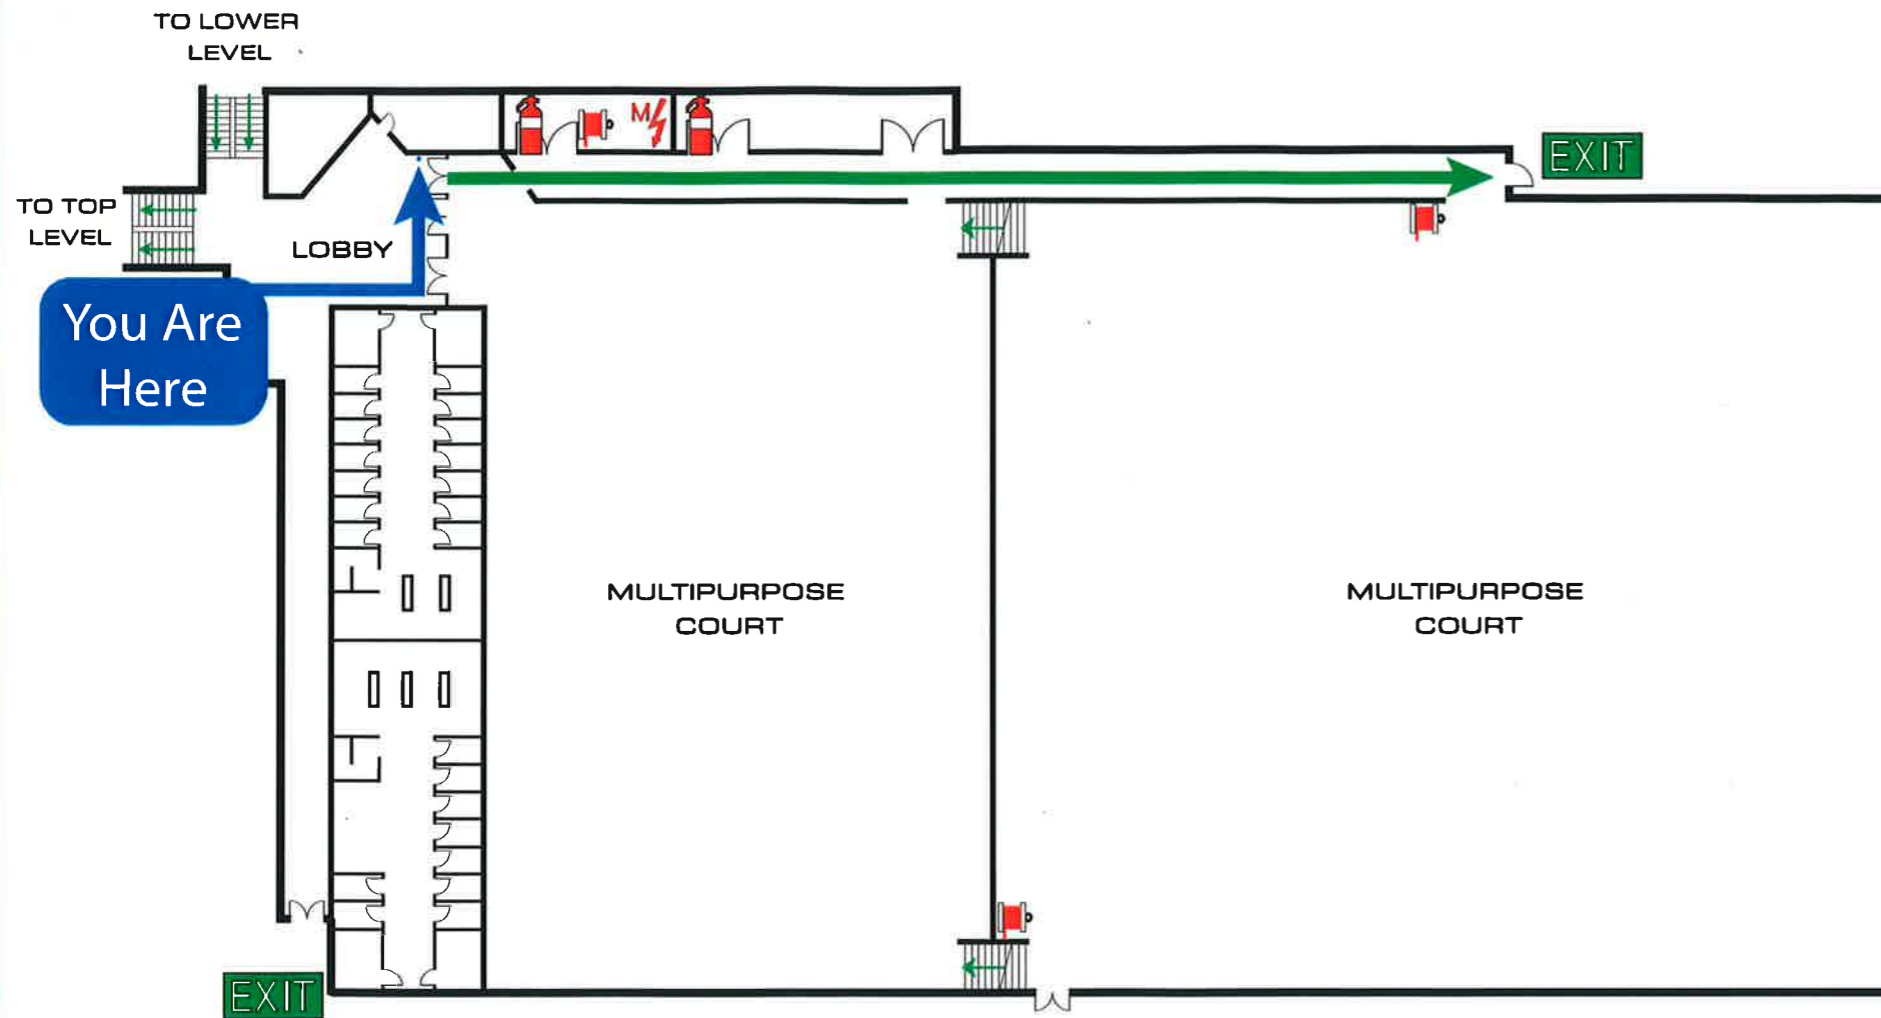 TO LOWER
LEVEL
EXIT
M
TO TOP
LEVEL
LOBBY
You Are
Here
MULTIPURPOSE
COURT
MULTIPURPOSE
COURT
EXIT